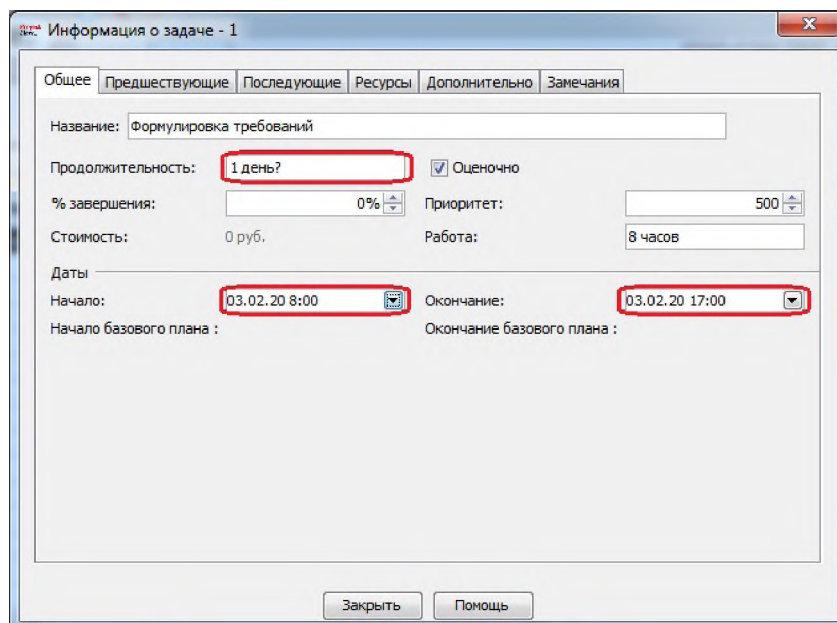 Информация о задаче - 1
Общее Предшествующие Последующие Ресурсы Дополнительно Замечания
Название: Формулировка требований
Продолжительность: 1 день? Оценочно
% завершения: 0% Приоритет: 500
Стоимость: 0 руб. Работа: 8 часов
Даты
Начало: 03.02.20 8:00 Окончание: 03.02.20 17:00
Начало базового плана : Окончание базового плана :
Закрыть Помощь